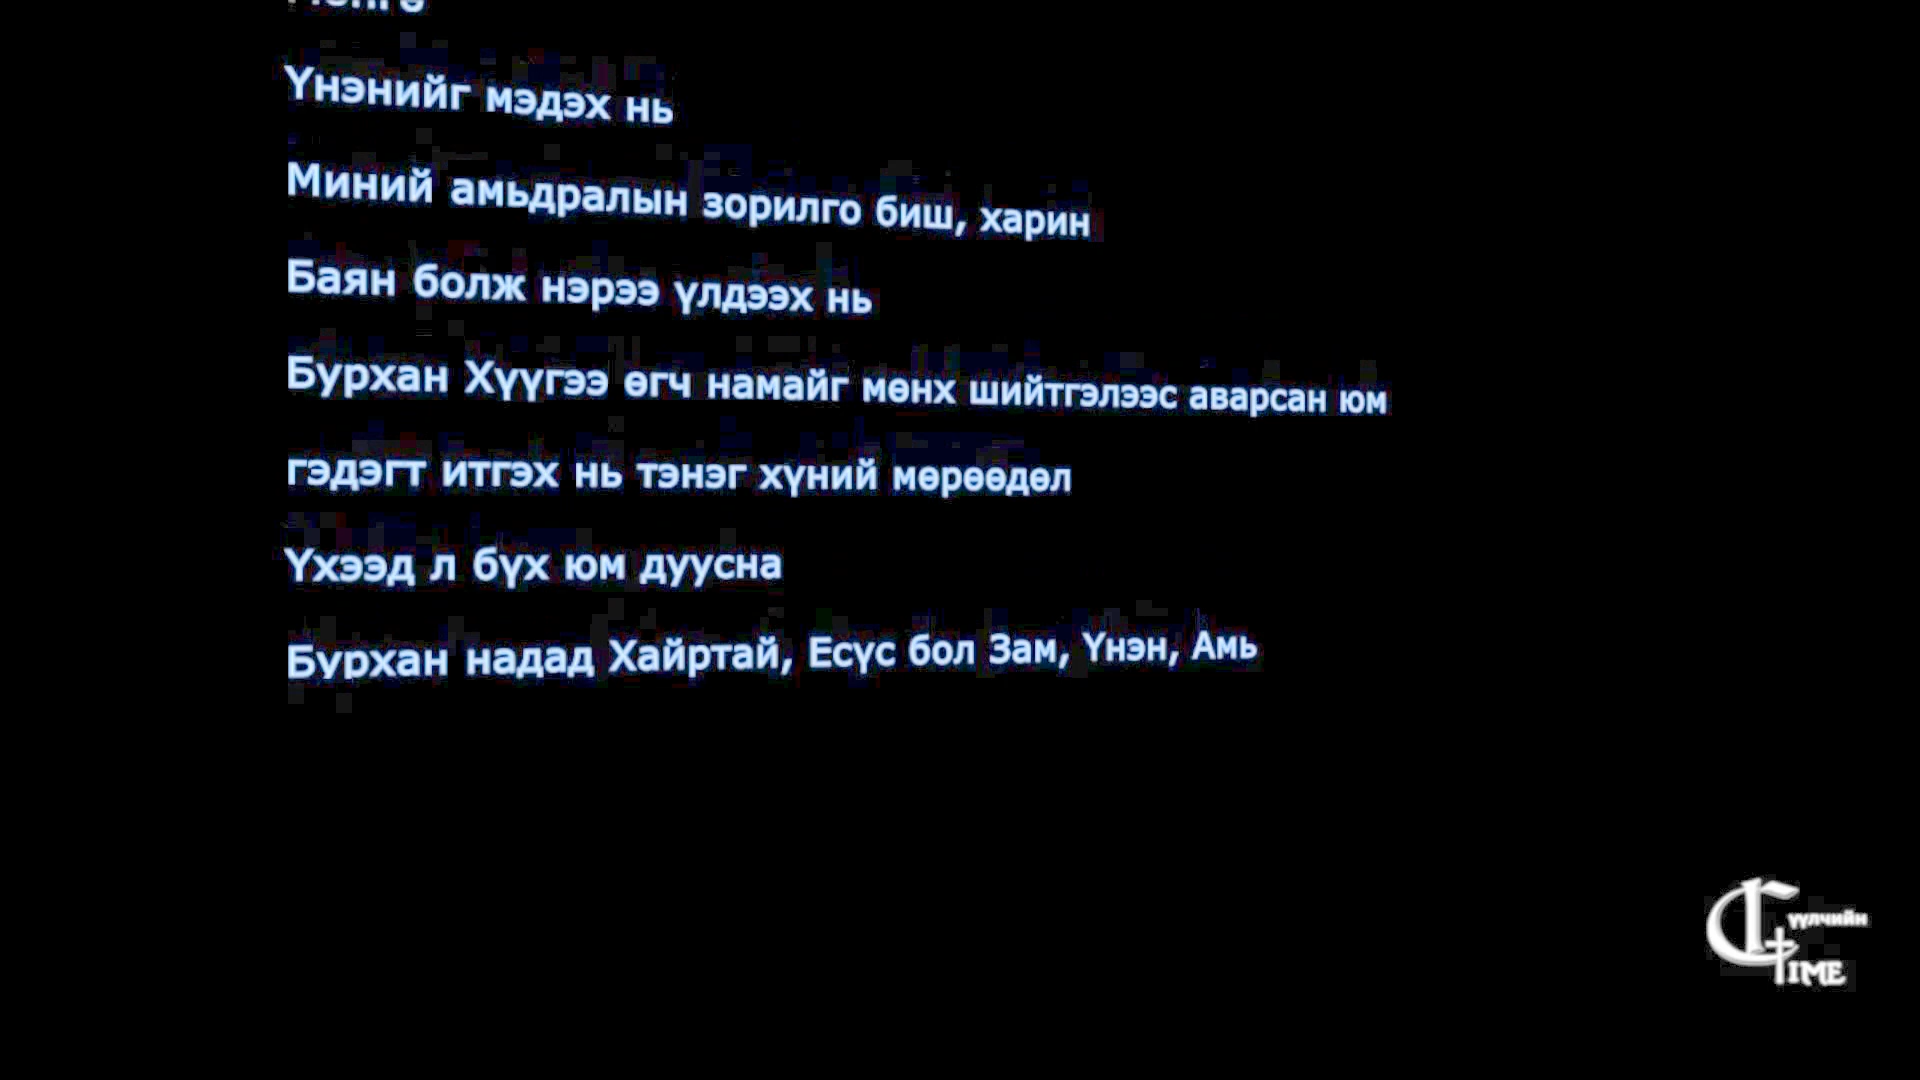 Үнэнийг мэдэх нь
Миний амьдралын зорилго биш, харин
Баян болж нэрээ үлдээх нь
Бурхан Хүүгээ өгч намайг мөнх шийтгэлээс аварсан юм
гэдэгт итгэх нь тэнэг хүний мөрөөдөл
Үхээд л бүх юм дуусна
Бурхан надад Хайртай, Есүс бол Зам, Үнэн, Амь
үүлчийн
TIME